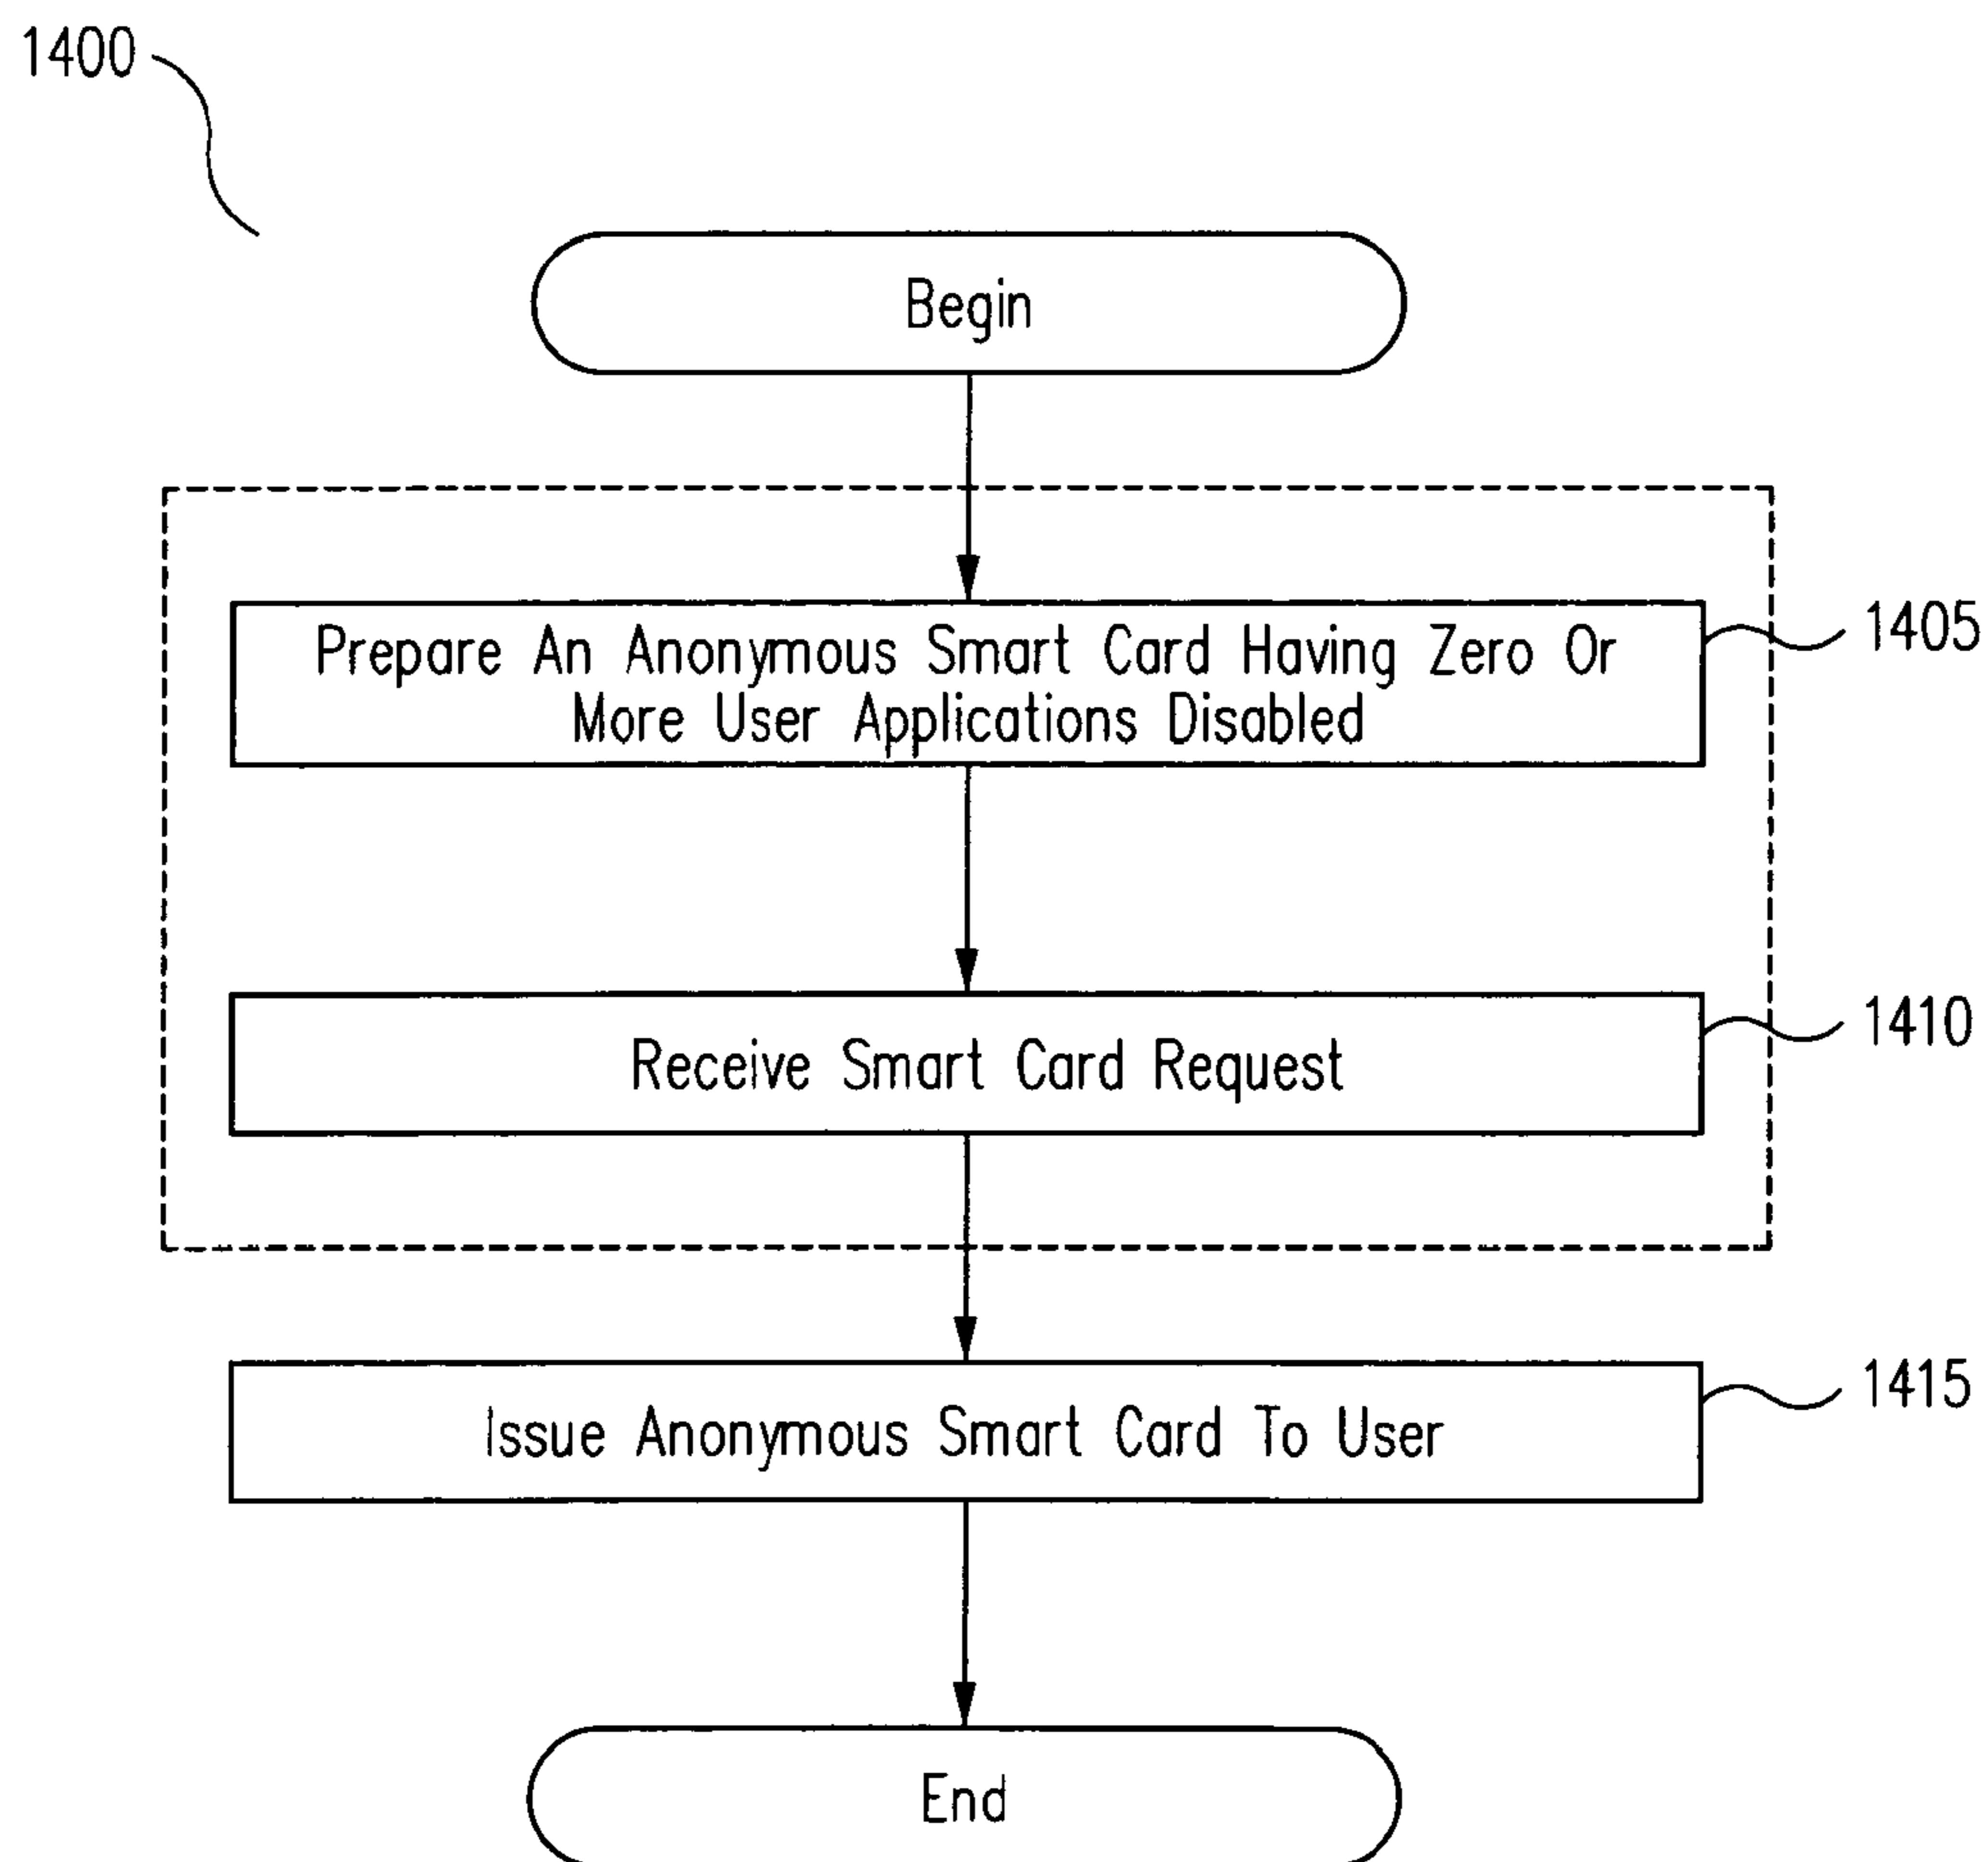 1400
Begin
Prepare An Anonymous Smart Card Having Zero Or
More User Applications Disabled
1405
Receive Smart Card Request
1410
Issue Anonymous Smart Card To User
1415
End